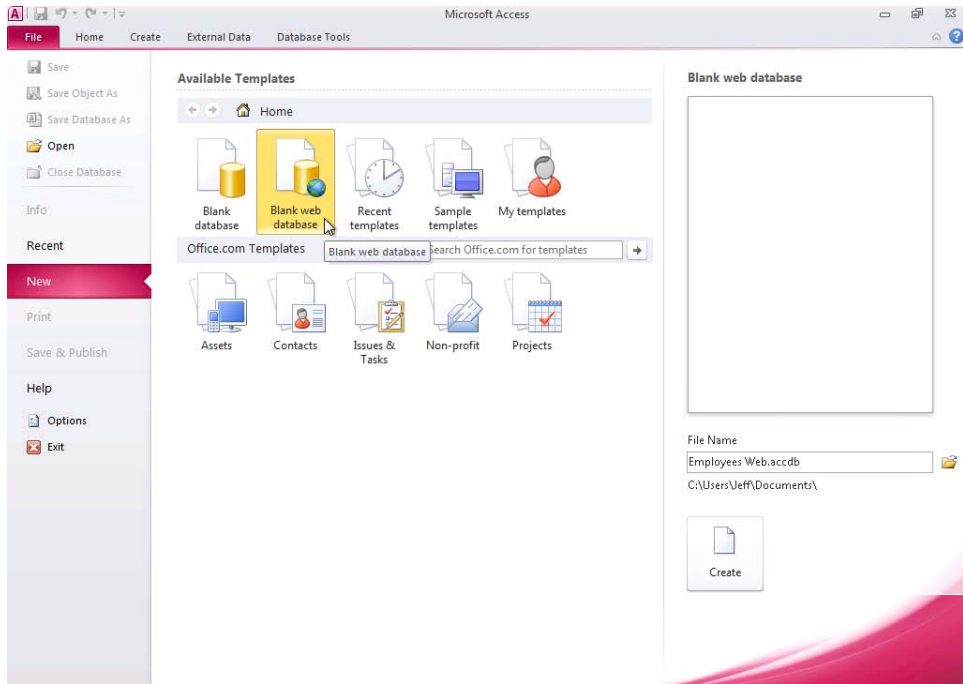 A
Microsoft Access
File Home Create External Data Database Tools
?
Save
Save Object As
Save Database As
Open
Close Database
Info
Recent
New
Print
Save & Publish
Help
Options
Exit
Available Templates
Home
Blank
database
Blank web
database
Recent
templates
Sample
templates
My templates
Office.com Templates
Blank web database
Search Office.com for templates
Assets
Contacts
Issues &
Tasks
Non-profit
Projects
Blank web database
File Name
Employees Web.accdb
C:\Users\Jeff\Documents\
Create